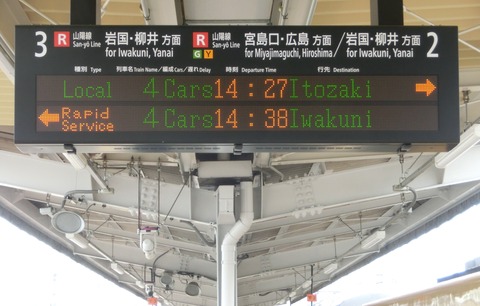 3 R 山陽線 San-yō Line 岩国・柳井 方面 for Iwakuni, Yanai
R 山陽線 San-yō Line G Y 宮島口・広島 方面 for Miyajimaguchi, Hiroshima / 岩国・柳井 方面 for Iwakuni, Yanai 2
種別 Type 列車名 Train Name / 編成 Cars / 遅れ Delay 時刻 Departure Time 行先 Destination
Local 4 Cars 14:27 Itozaki →
← Rapid Service 4 Cars 14:38 Iwakuni